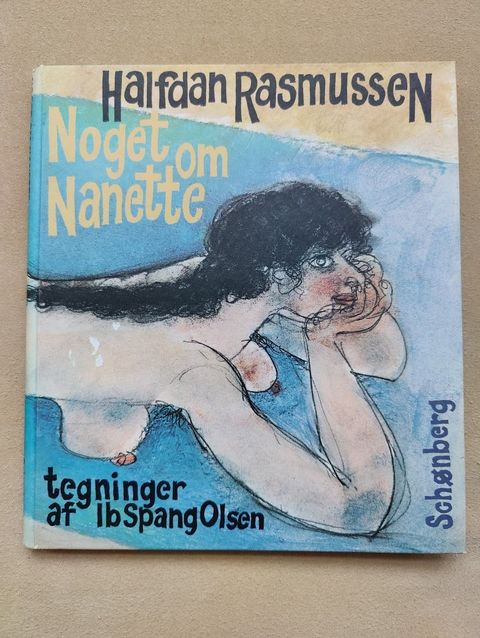 Halfdan Rasmussen
Noget om
Nanette
tegninger
af Ib Spang Olsen
Schønberg